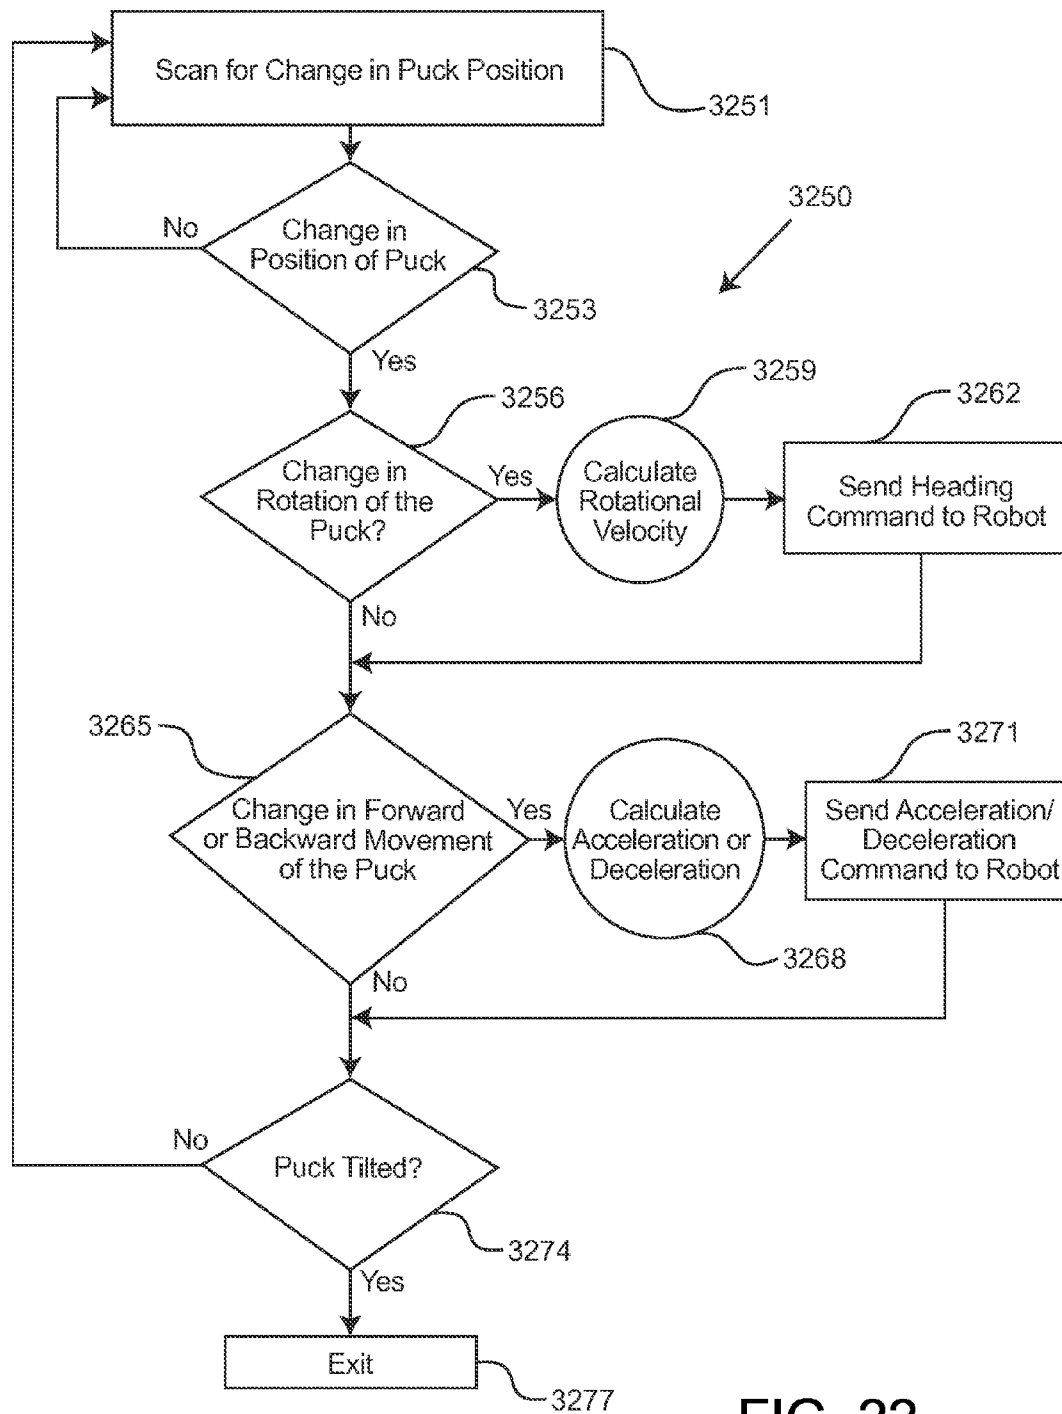 Scan for Change in Puck Position
3251
3250
No
Change in
Position of Puck
3253
Yes
3259
3256
3262
Change in
Rotation of the
Puck?
Yes
Calculate
Rotational
Velocity
Send Heading
Command to Robot
No
3265
3271
Change in Forward
or Backward Movement
of the Puck
Yes
Calculate
Acceleration or
Deceleration
Send Acceleration/
Deceleration
Command to Robot
3268
No
No
Puck Tilted?
3274
Yes
Exit
3277
FIG.